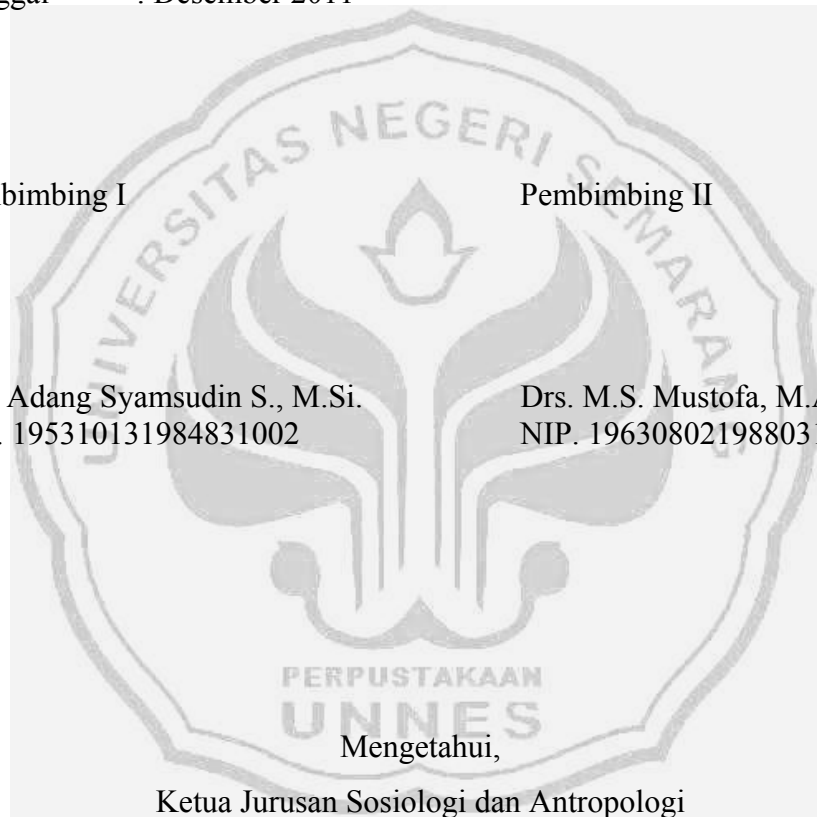 : Desember 2011
UNIVERSITAS NEGERI SEMARANG
Pembimbing I Pembimbing II
Adang Syamsudin S., M.Si. Drs. M.S. Mustofa, M.A
195310131984831002 NIP. 196308021988031
PERPUSTAKAAN
UNNES
Mengetahui,
Ketua Jurusan Sosiologi dan Antropologi